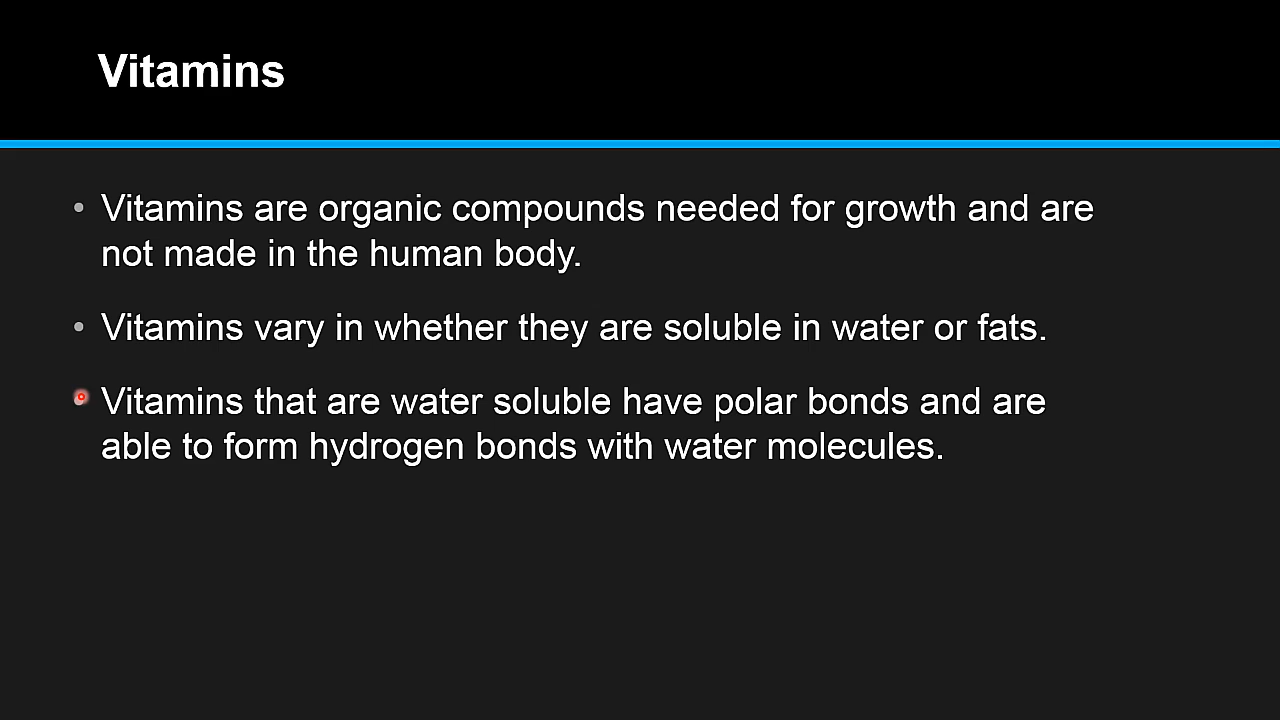 Vitamins
• Vitamins are organic compounds needed for growth and are
not made in the human body.
• Vitamins vary in whether they are soluble in water or fats.
• Vitamins that are water soluble have polar bonds and are
able to form hydrogen bonds with water molecules.